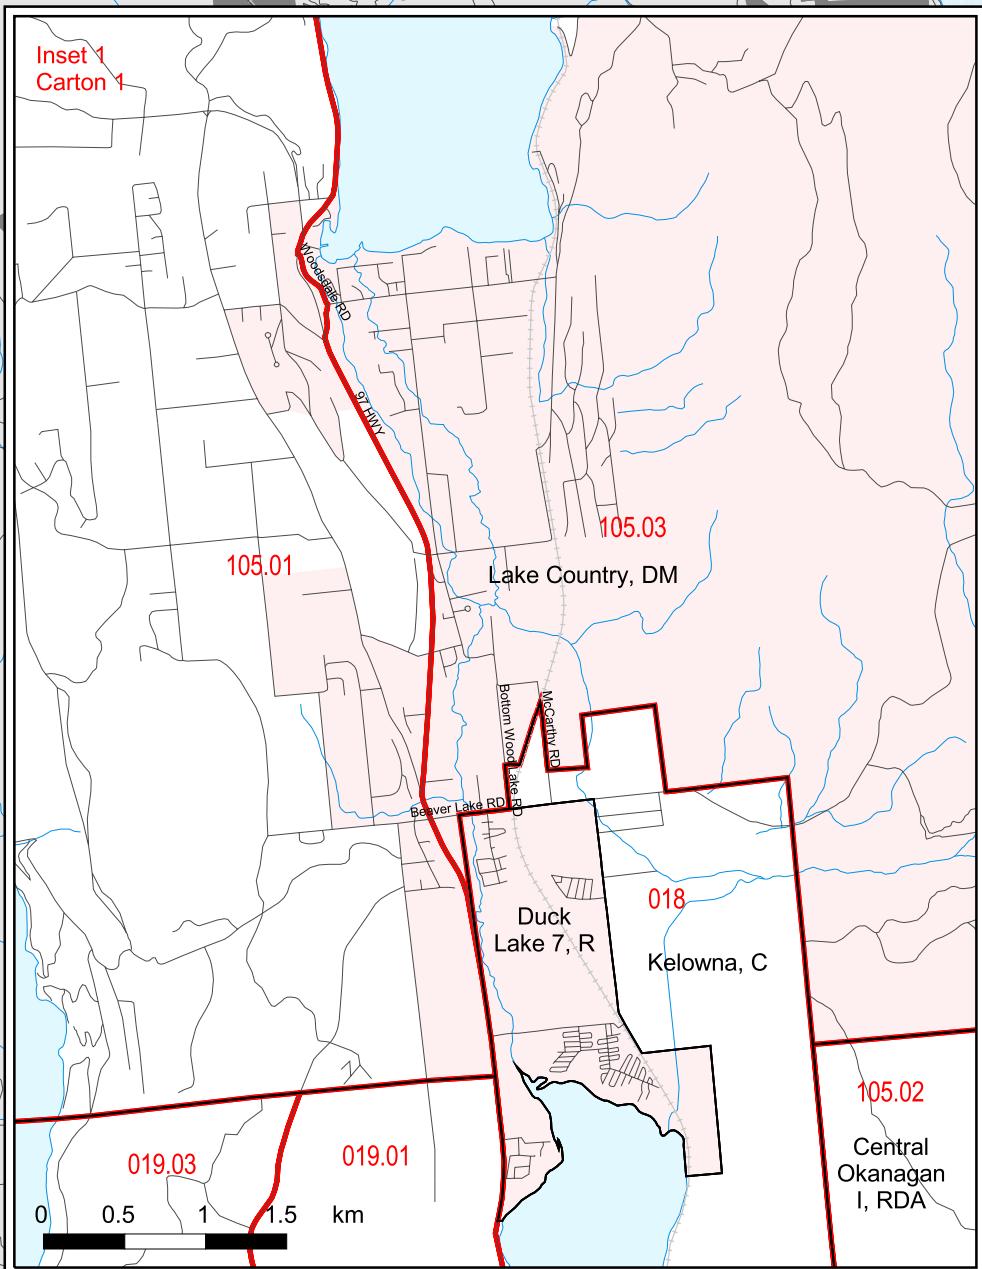 Inset 1
Carton 1
Woodsdale RD
97 HWY
105.03
105.01
Lake Country, DM
Bottom Wood Lake RD
McCarthy RD
Beaver Lake RD
018
Duck
Lake 7, R
Kelowna, C
105.02
Central
Okanagan
I, RDA
019.03
019.01
0 0.5 1 1.5 km